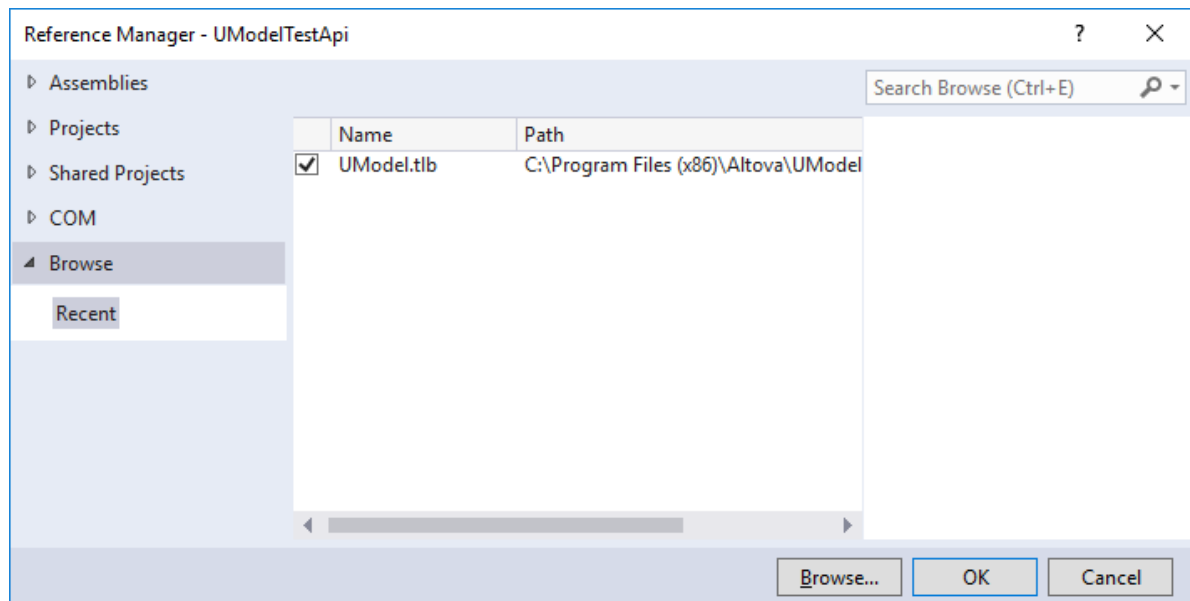 Reference Manager - UModelTestApi ?
Assemblies
Search Browse (Ctrl+E)
Projects
Name Path
UModel.tlb C:\Program Files (x86)\Altova\UModel
Shared Projects
COM
Browse
Recent
Browse... OK Cancel